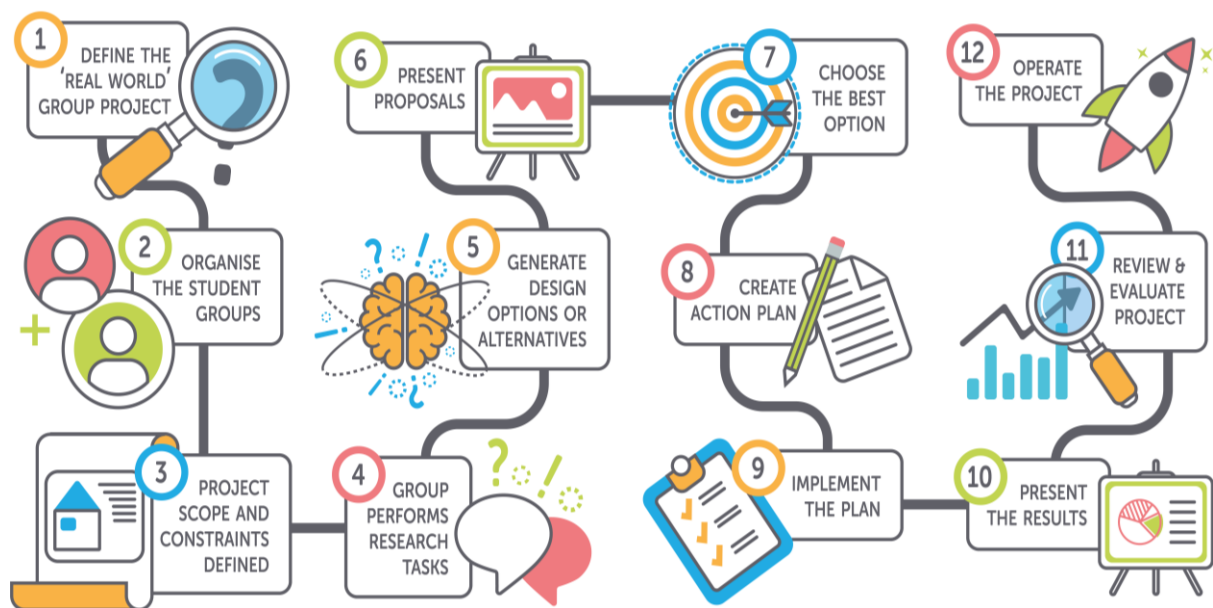 1
DEFINE THE
'REAL WORLD'
GROUP PROJECT
2
ORGANISE
THE STUDENT
GROUPS
3
PROJECT
SCOPE AND
CONSTRAINTS
DEFINED
4
GROUP
PERFORMS
RESEARCH
TASKS
5
GENERATE
DESIGN
OPTIONS OR
ALTERNATIVES
6
PRESENT
PROPOSALS
7
CHOOSE
THE BEST
OPTION
8
CREATE
ACTION PLAN
9
IMPLEMENT
THE PLAN
10
PRESENT
THE RESULTS
11
REVIEW &
EVALUATE
PROJECT
12
OPERATE
THE PROJECT